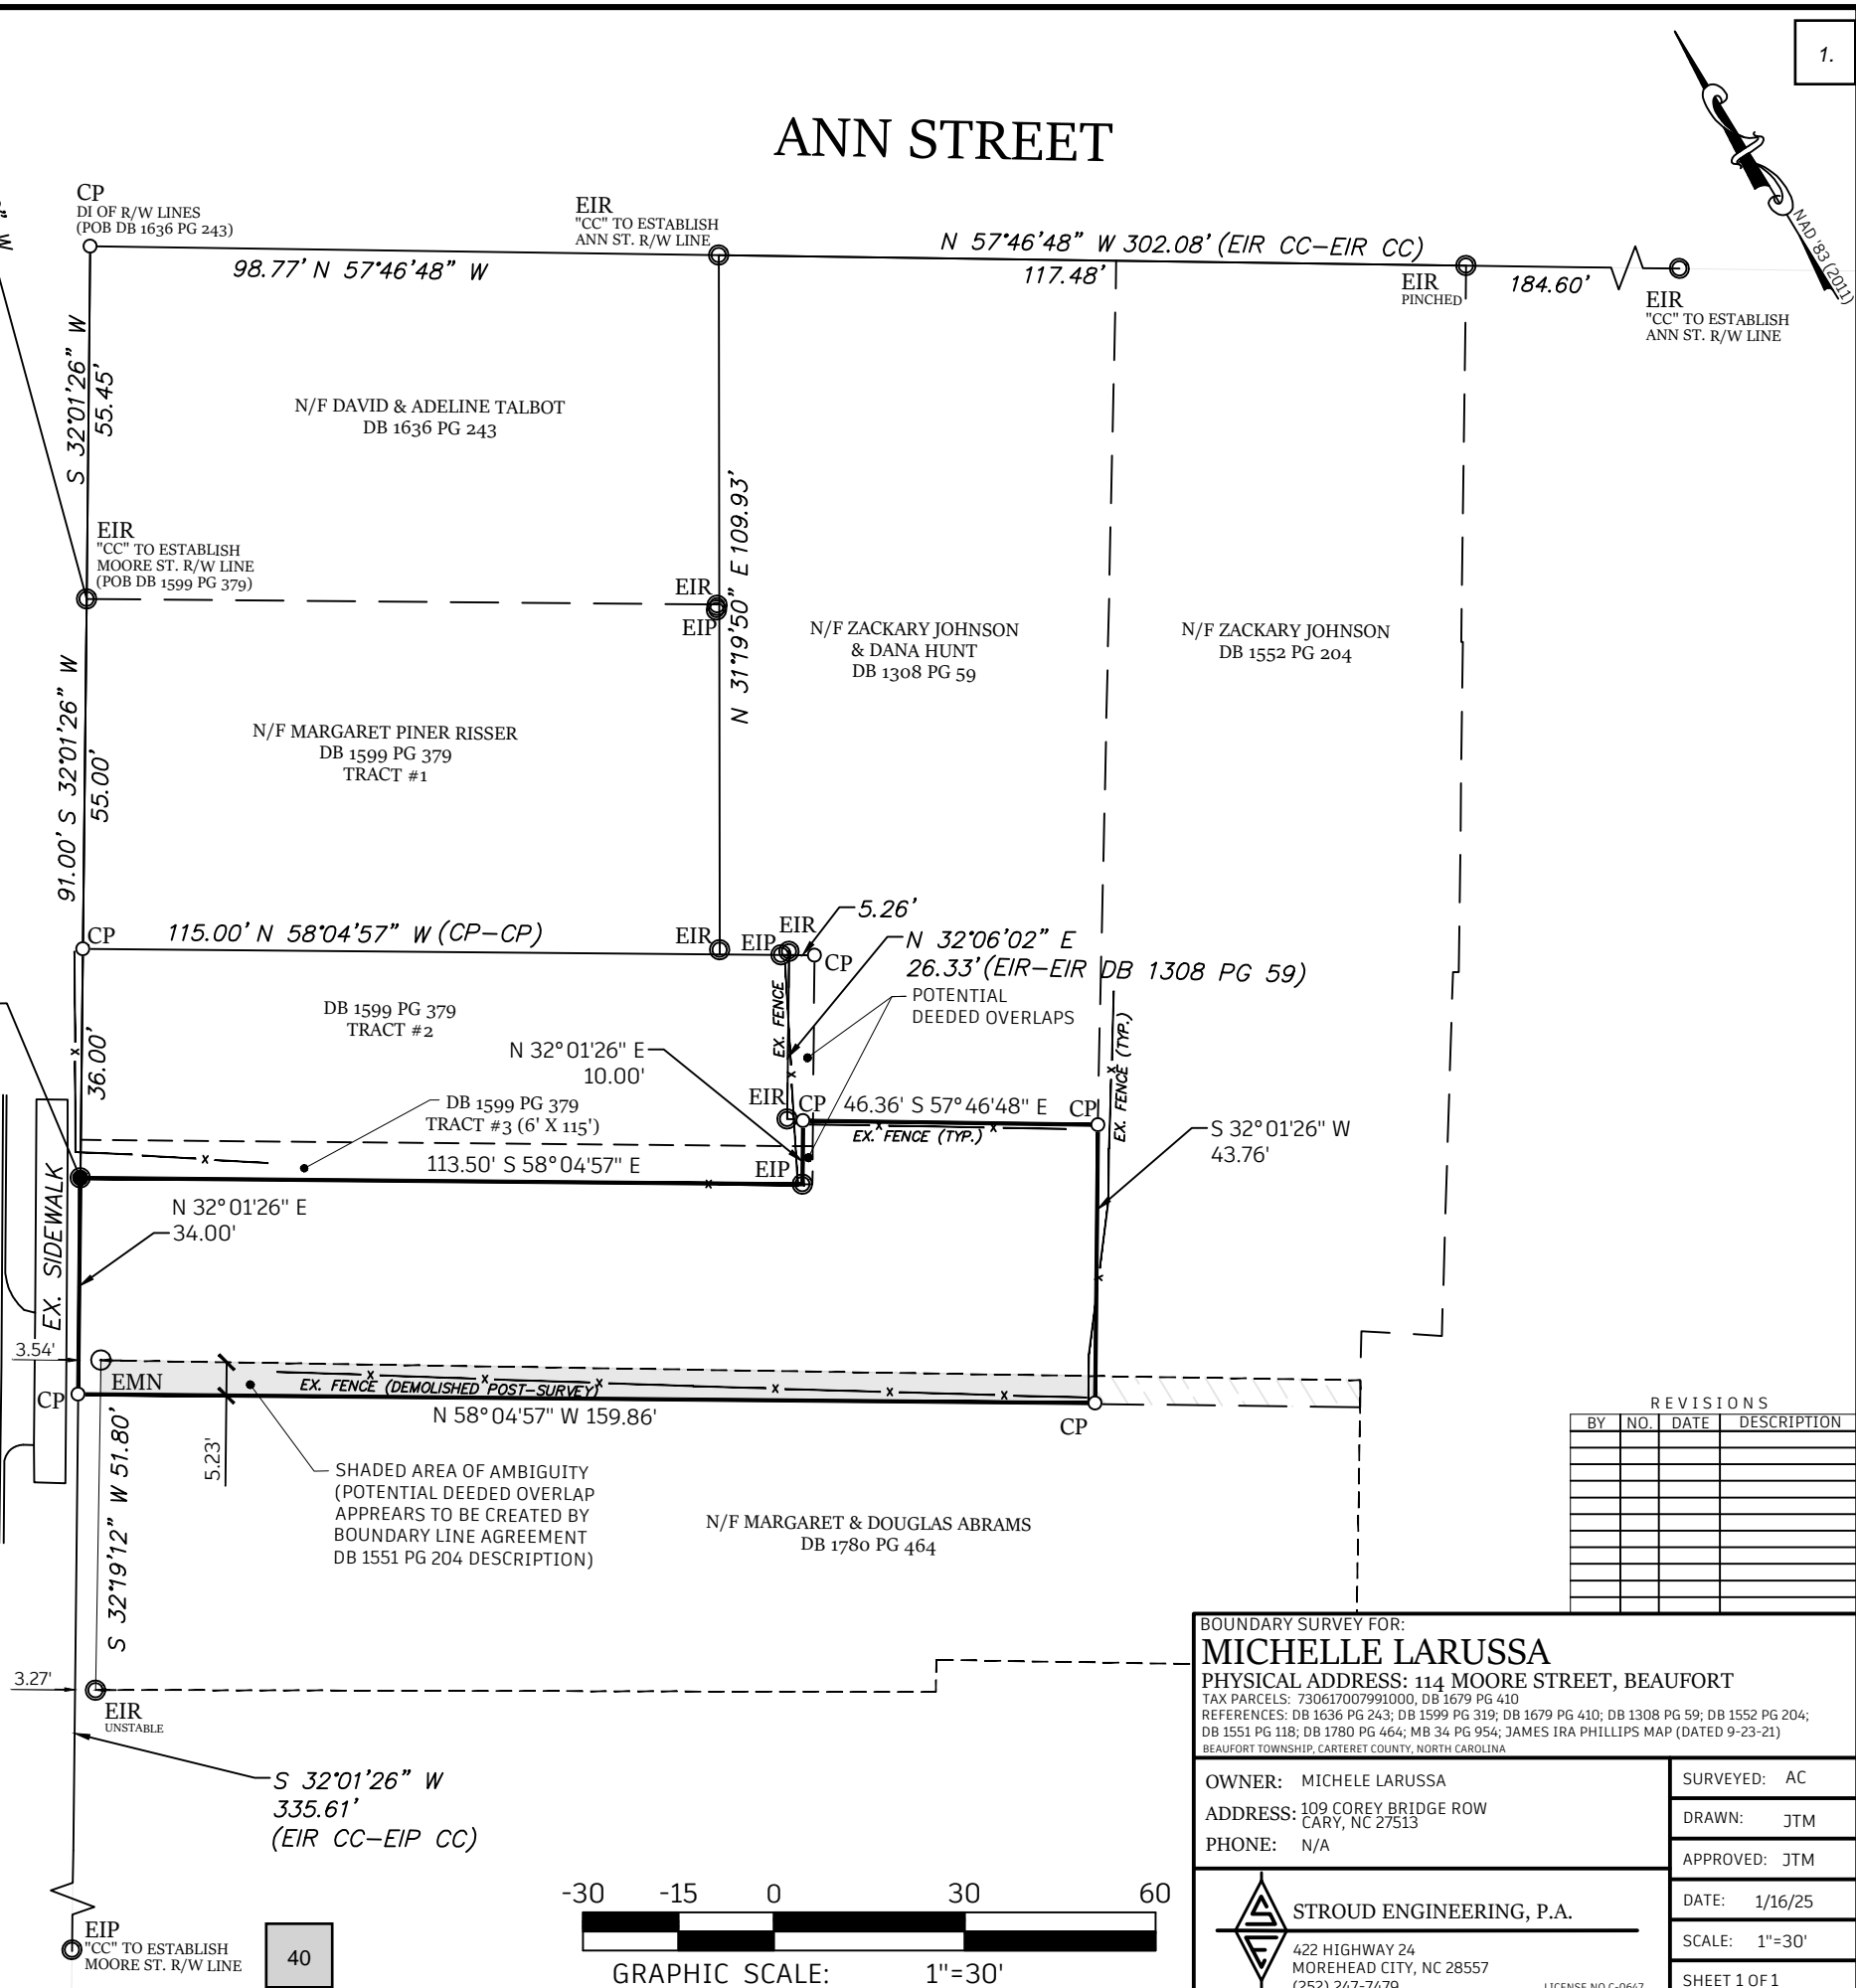 1.
ANN STREET
NAD '83 (2011)
" W
CP
DI OF R/W LINES
(POB DB 1636 PG 243)
EIR
"CC" TO ESTABLISH
ANN ST. R/W LINE
N 57°46'48" W 302.08' (EIR CC-EIR CC)
98.77' N 57°46'48" W
117.48'
EIR
PINCHED
184.60'
EIR
"CC" TO ESTABLISH
ANN ST. R/W LINE
S 32°01'26" W
55.45'
N/F DAVID & ADELINE TALBOT
DB 1636 PG 243
N 31°19'50" E 109.93'
EIR
"CC" TO ESTABLISH
MOORE ST. R/W LINE
(POB DB 1599 PG 379)
EIR
EIP
N/F ZACKARY JOHNSON
& DANA HUNT
DB 1308 PG 59
N/F ZACKARY JOHNSON
DB 1552 PG 204
91.00' S 32°01'26" W
55.00'
N/F MARGARET PINER RISSER
DB 1599 PG 379
TRACT #1
CP
115.00' N 58°04'57" W (CP-CP)
EIR
EIP
EIR
5.26'
CP
N 32°06'02" E
26.33' (EIR-EIR DB 1308 PG 59)
POTENTIAL
DEEDED OVERLAPS
EX. FENCE
EX. FENCE (TYP.)
DB 1599 PG 379
TRACT #2
36.00'
N 32°01'26" E
10.00'
DB 1599 PG 379
TRACT #3 (6' X 115')
EIR
CP
46.36' S 57°46'48" E
CP
EX. FENCE (TYP.)
S 32°01'26" W
43.76'
113.50' S 58°04'57" E
EIP
EX. SIDEWALK
N 32°01'26" E
34.00'
3.54'
EMN
EX. FENCE (DEMOLISHED POST-SURVEY)
CP
N 58°04'57" W 159.86'
CP
5.23'
S 32°19'12" W 51.80'
SHADED AREA OF AMBIGUITY
(POTENTIAL DEEDED OVERLAP
APPREARS TO BE CREATED BY
BOUNDARY LINE AGREEMENT
DB 1551 PG 204 DESCRIPTION)
N/F MARGARET & DOUGLAS ABRAMS
DB 1780 PG 464
3.27'
EIR
UNSTABLE
S 32°01'26" W
335.61'
(EIR CC-EIP CC)
EIP
"CC" TO ESTABLISH
MOORE ST. R/W LINE
40
-30 -15 0 30 60
GRAPHIC SCALE: 1"=30'
REVISIONS
BY NO. DATE DESCRIPTION
BOUNDARY SURVEY FOR:
MICHELLE LARUSSA
PHYSICAL ADDRESS: 114 MOORE STREET, BEAUFORT
TAX PARCELS: 730617007991000, DB 1679 PG 410
REFERENCES: DB 1636 PG 243; DB 1599 PG 319; DB 1679 PG 410; DB 1308 PG 59; DB 1552 PG 204;
DB 1551 PG 118; DB 1780 PG 464; MB 34 PG 954; JAMES IRA PHILLIPS MAP (DATED 9-23-21)
BEAUFORT TOWNSHIP, CARTERET COUNTY, NORTH CAROLINA
OWNER: MICHELE LARUSSA
ADDRESS: 109 COREY BRIDGE ROW
CARY, NC 27513
PHONE: N/A
SURVEYED: AC
DRAWN: JTM
APPROVED: JTM
DATE: 1/16/25
SCALE: 1"=30'
SHEET 1 OF 1
S
E
STROUD ENGINEERING, P.A.
422 HIGHWAY 24
MOREHEAD CITY, NC 28557
(252) 247-7479
LICENSE NO C-0647